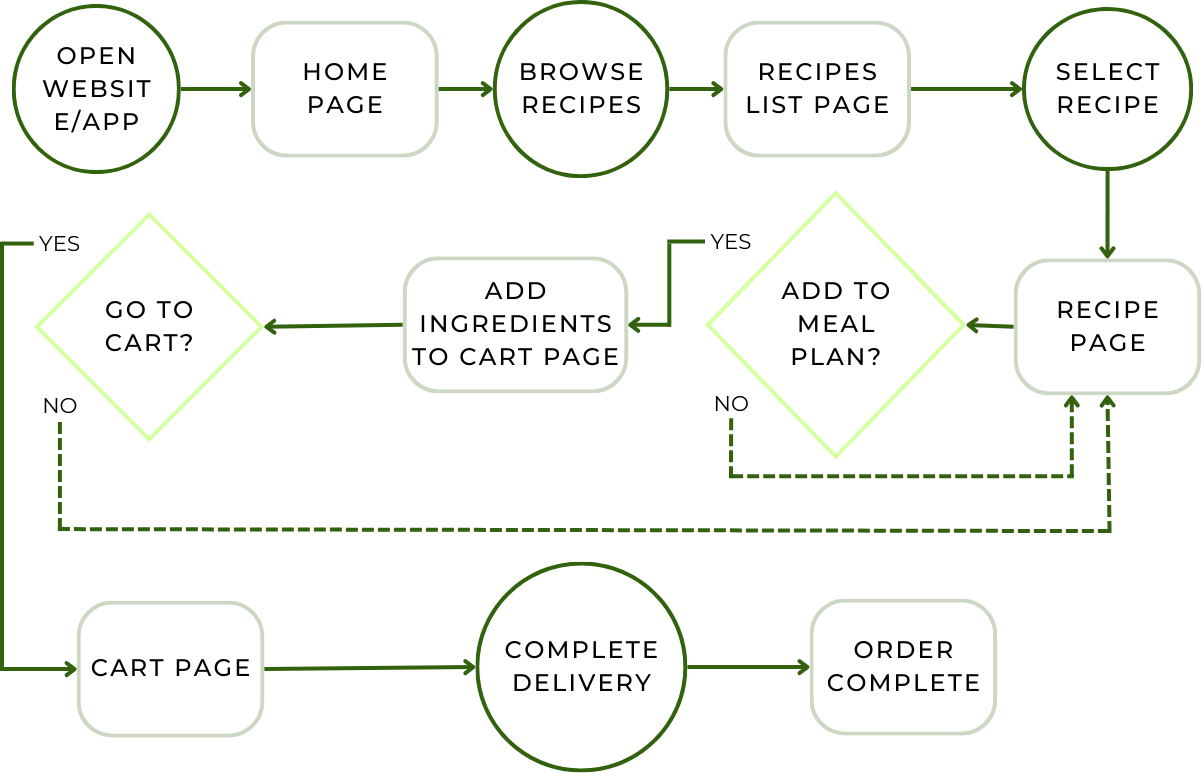 OPEN
WEBSIT
E/APP
HOME
PAGE
BROWSE
RECIPES
RECIPES
LIST PAGE
SELECT
RECIPE
YES
GO TO
CART?
NO
ADD
INGREDIENTS
TO CART PAGE
YES
ADD TO
MEAL
PLAN?
NO
RECIPE
PAGE
CART PAGE
COMPLETE
DELIVERY
ORDER
COMPLETE